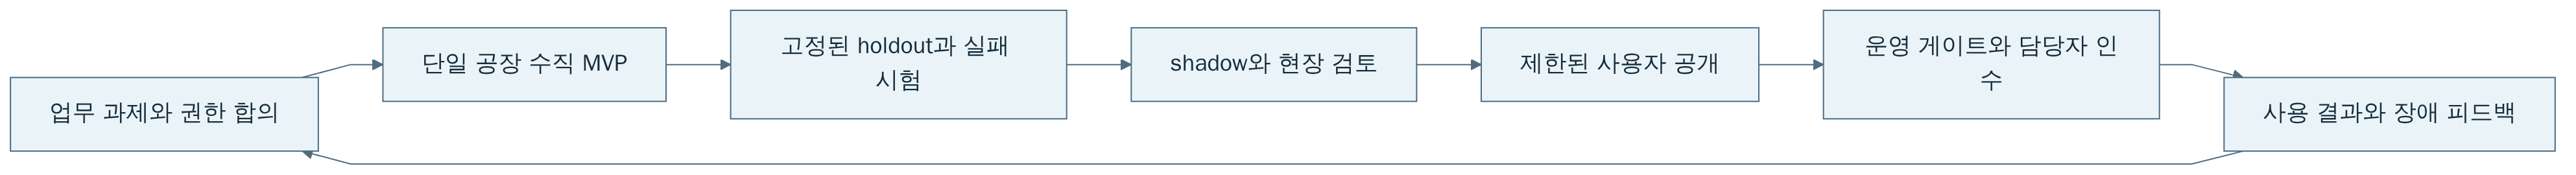 업무 과제와 권한 합의
단일 공장 수직 MVP
고정된 holdout과 실패
시험
shadow와 현장 검토
제한된 사용자 공개
운영 게이트와 담당자 인
수
사용 결과와 장애 피드백